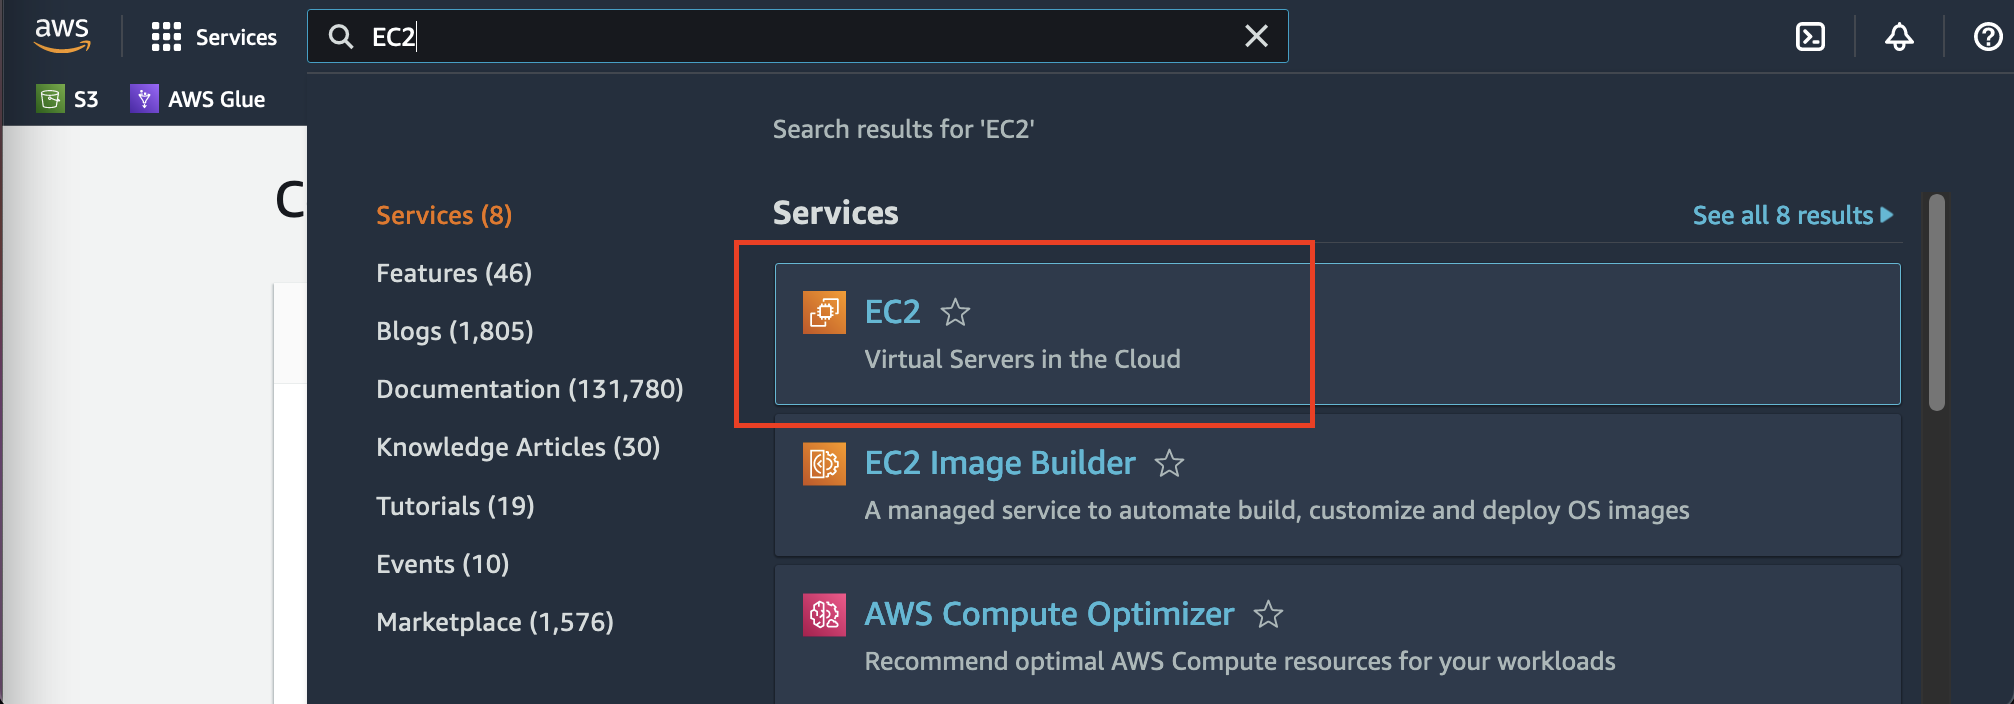 aws
Services
EC2
S3
AWS Glue
C
Search results for 'EC2'
Services (8)
Features (46)
Blogs (1,805)
Documentation (131,780)
Knowledge Articles (30)
Tutorials (19)
Events (10)
Marketplace (1,576)
Services
See all 8 results
EC2
Virtual Servers in the Cloud
EC2 Image Builder
A managed service to automate build, customize and deploy OS images
AWS Compute Optimizer
Recommend optimal AWS Compute resources for your workloads